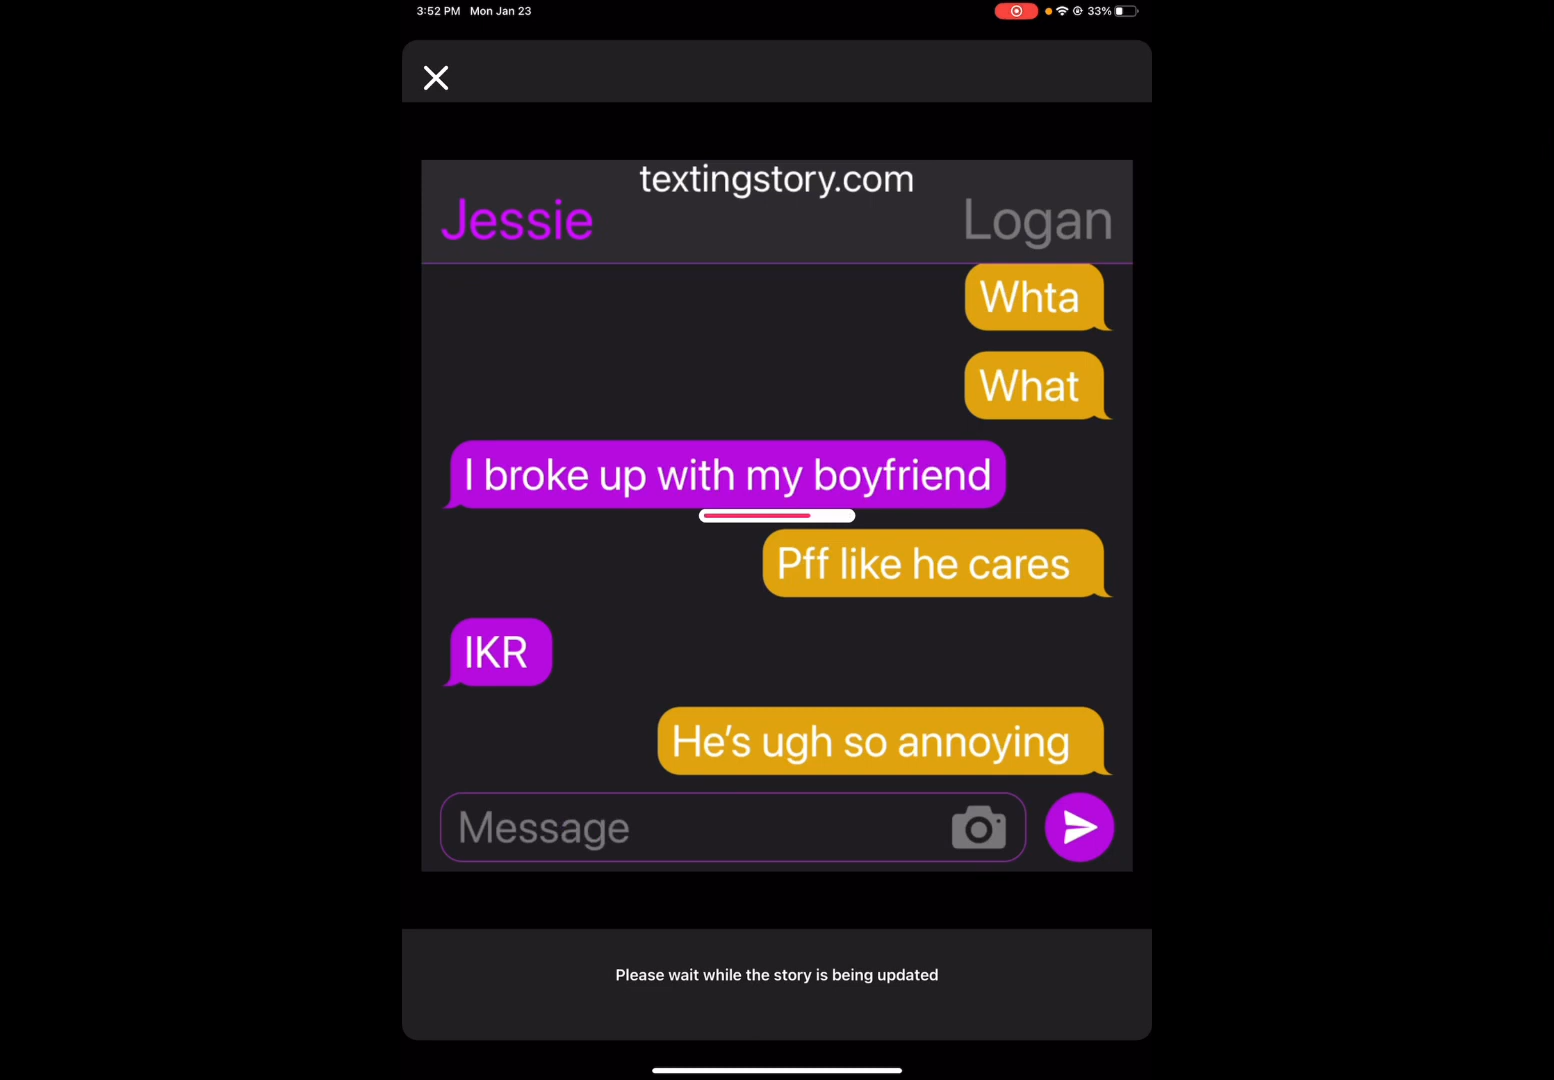 3:52 PM Mon Jan 23 33%
textingstory.com
Jessie Logan
Whta
What
I broke up with my boyfriend
Pff like he cares
IKR
He's ugh so annoying
Message
Please wait while the story is being updated